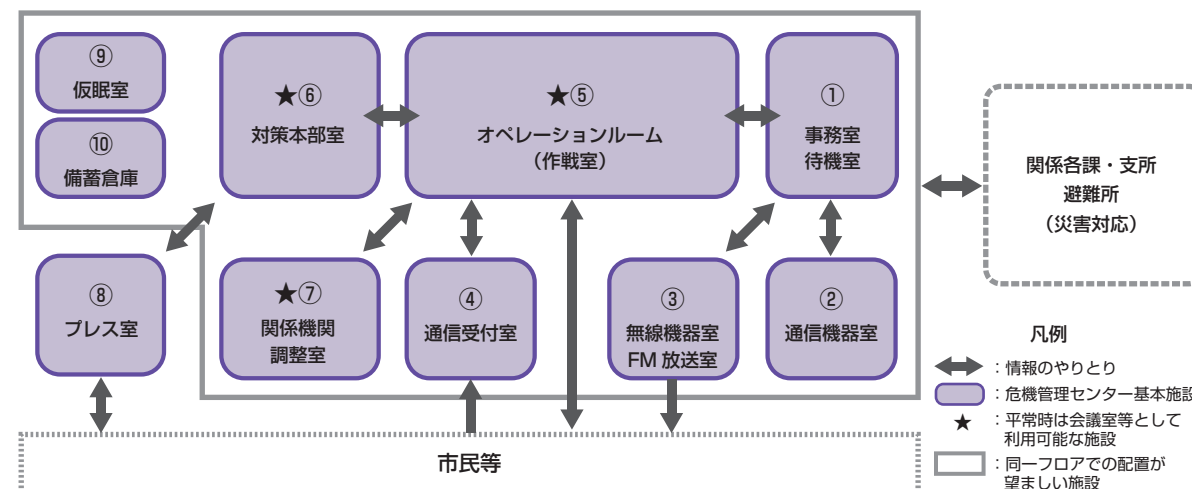 ⑨
仮眠室
⑩
備蓄倉庫
★⑥
対策本部室
★⑤
オペレーションルーム
（作戦室）
①
事務室
待機室
関係各課・支所
避難所
（災害対応）
⑧
プレス室
★⑦
関係機関
調整室
④
通信受付室
③
無線機器室
FM 放送室
②
通信機器室
市民等
凡例
：情報のやりとり
：危機管理センター基本施設
★ ：平常時は会議室等として
利用可能な施設
：同一フロアでの配置が
望ましい施設